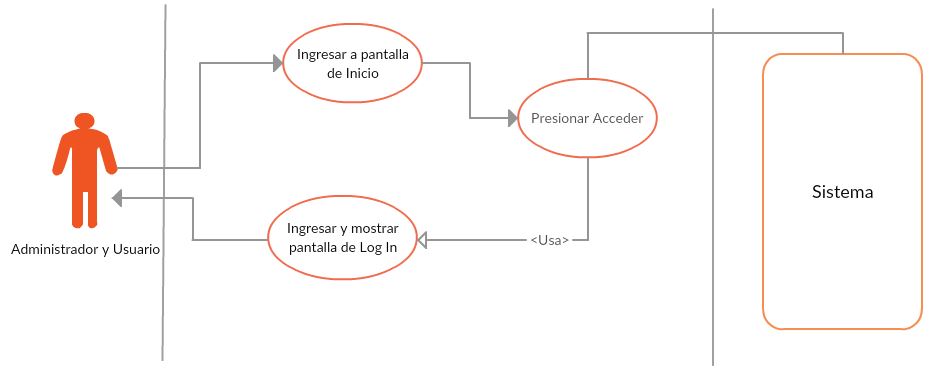 Ingresar a pantalla
de Inicio
Presionar Acceder
Sistema
Ingresar y mostrar
pantalla de Log In
<Usa>
Administrador y Usuario